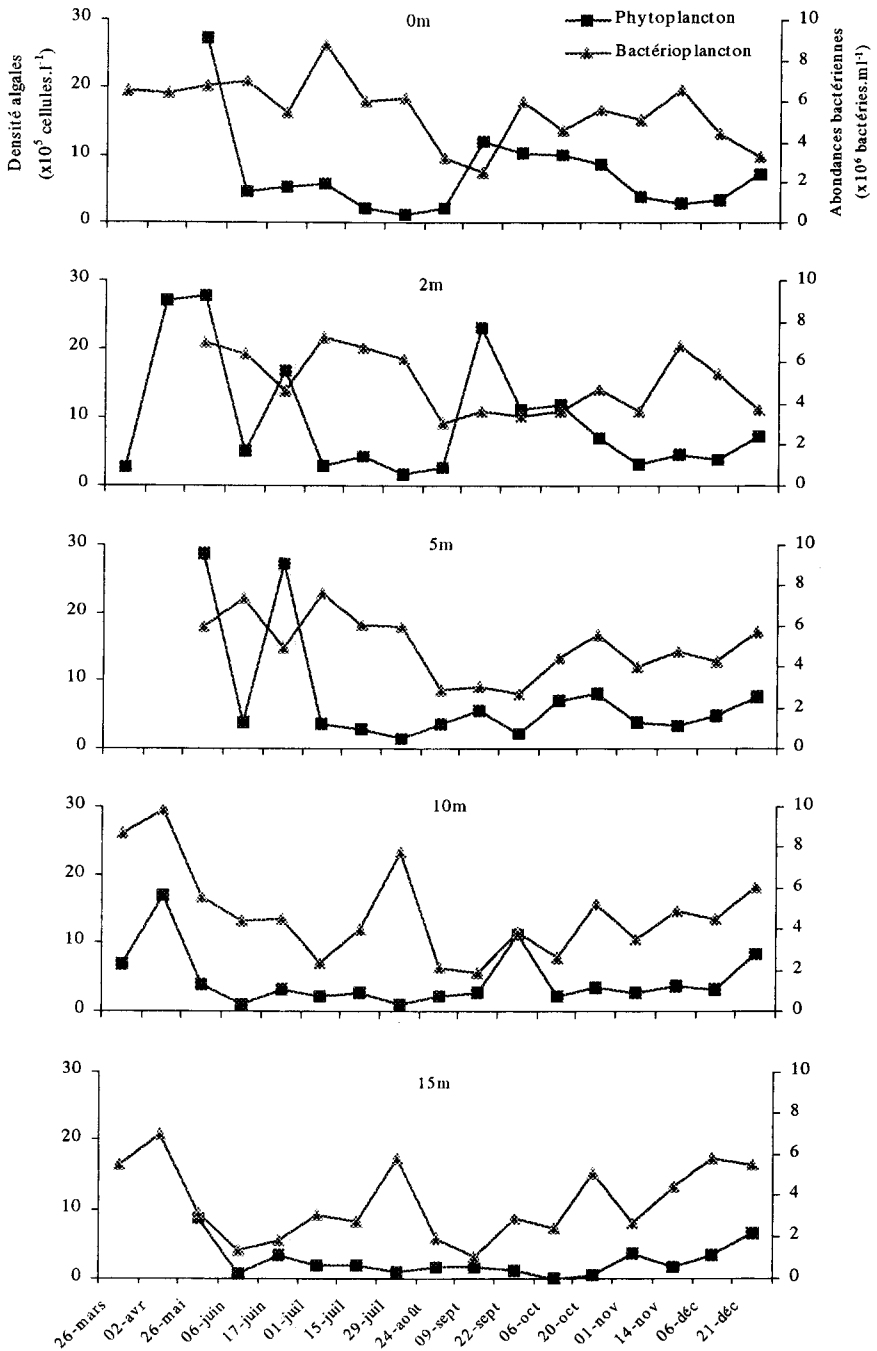 Phytoplancton
Bactérioplancton
Densité algales
(x10⁵ cellules.l⁻¹)
Abondances bactériennes
(x10⁶ bactéries.ml⁻¹)
0m
30
20
10
0
10
8
6
4
2
0
2m
30
20
10
0
10
8
6
4
2
0
5m
30
20
10
0
10
8
6
4
2
0
10m
30
20
10
0
10
8
6
4
2
0
15m
30
20
10
0
10
8
6
4
2
0
26-mars
02-avr
26-mai
06-juin
17-juin
01-juil
15-juil
29-juil
24-août
09-sept
22-sept
06-oct
20-oct
01-nov
14-nov
06-déc
21-déc